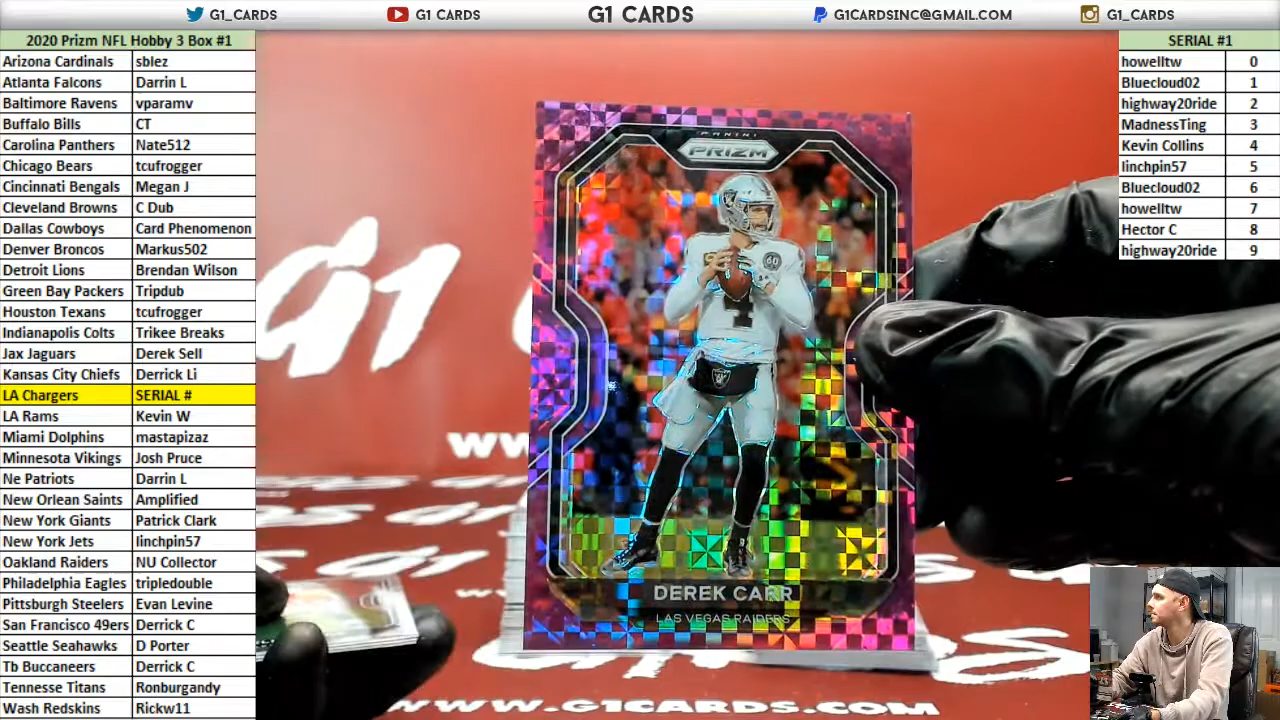 G1_CARDS
G1 CARDS
G1 CARDS
G1CARDSINC@GMAIL.COM
G1_CARDS
2020 Prizm NFL Hobby 3 Box #1
Arizona Cardinals sblez
Atlanta Falcons Darrin L
Baltimore Ravens vparamv
Buffalo Bills CT
Carolina Panthers Nate512
Chicago Bears tcufrogger
Cincinnati Bengals Megan J
Cleveland Browns C Dub
Dallas Cowboys Card Phenomenon
Denver Broncos Markus502
Detroit Lions Brendan Wilson
Green Bay Packers Tripdub
Houston Texans tcufrogger
Indianapolis Colts Trikee Breaks
Jax Jaguars Derek Sell
Kansas City Chiefs Derrick Li
LA Chargers SERIAL #
LA Rams Kevin W
Miami Dolphins mastapizaz
Minnesota Vikings Josh Pruce
Ne Patriots Darrin L
New Orlean Saints Amplified
New York Giants Patrick Clark
New York Jets linchpin57
Oakland Raiders NU Collector
Philadelphia Eagles tripledouble
Pittsburgh Steelers Evan Levine
San Francisco 49ers Derrick C
Seattle Seahawks D Porter
Tb Buccaneers Derrick C
Tennesse Titans Ronburgandy
Wash Redskins Rickw11
SERIAL #1
howelltw 0
Bluecloud02 1
highway20ride 2
MadnessTing 3
Kevin Collins 4
linchpin57 5
Bluecloud02 6
howelltw 7
Hector C 8
highway20ride 9
PANINI
PRIZM
4
DEREK CARR
LAS VEGAS RAIDERS
G1
www.G1CARDS.COM